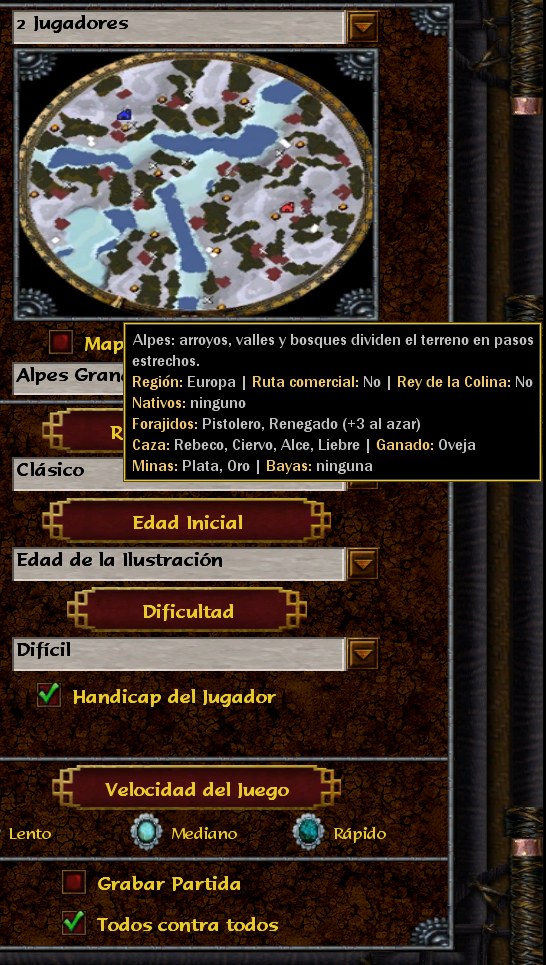 2 Jugadores
Map
Alpes: arroyos, valles y bosques dividen el terreno en pasos
estrechos.
Región: Europa | Ruta comercial: No | Rey de la Colina: No
Nativos: ninguno
Forajidos: Pistolero, Renegado (+3 al azar)
Caza: Rebeco, Ciervo, Alce, Liebre | Ganado: Oveja
Minas: Plata, Oro | Bayas: ninguna
Alpes Gran
R
Clásico
Edad Inicial
Edad de la Ilustración
Dificultad
Difícil
Handicap del Jugador
Velocidad del Juego
Lento Mediano Rápido
Grabar Partida
Todos contra todos